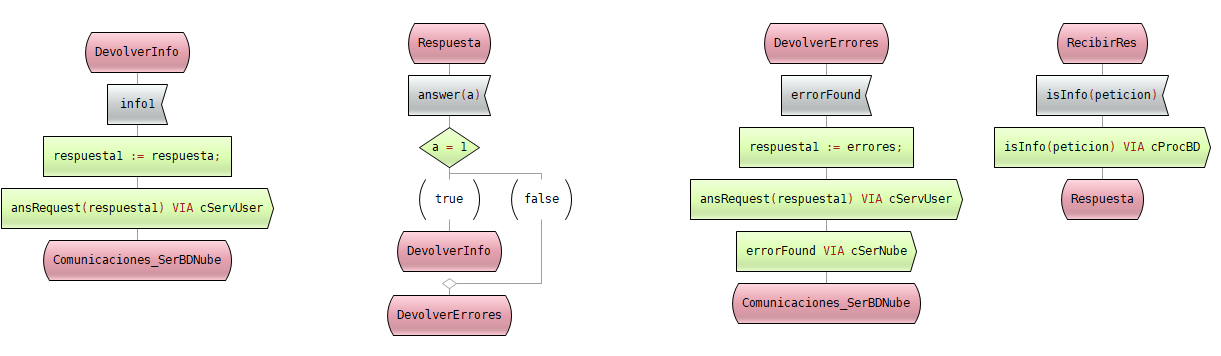 DevolverInfo
info1
respuesta1 := respuesta;
ansRequest(respuesta1) VIA cServUser
Comunicaciones_SerBDNube
Respuesta
answer(a)
a = 1
true
false
DevolverInfo
DevolverErrores
DevolverErrores
errorFound
respuesta1 := errores;
ansRequest(respuesta1) VIA cServUser
errorFound VIA cSerNube
Comunicaciones_SerBDNube
RecibirRes
isInfo(peticion)
isInfo(peticion) VIA cProcBD
Respuesta